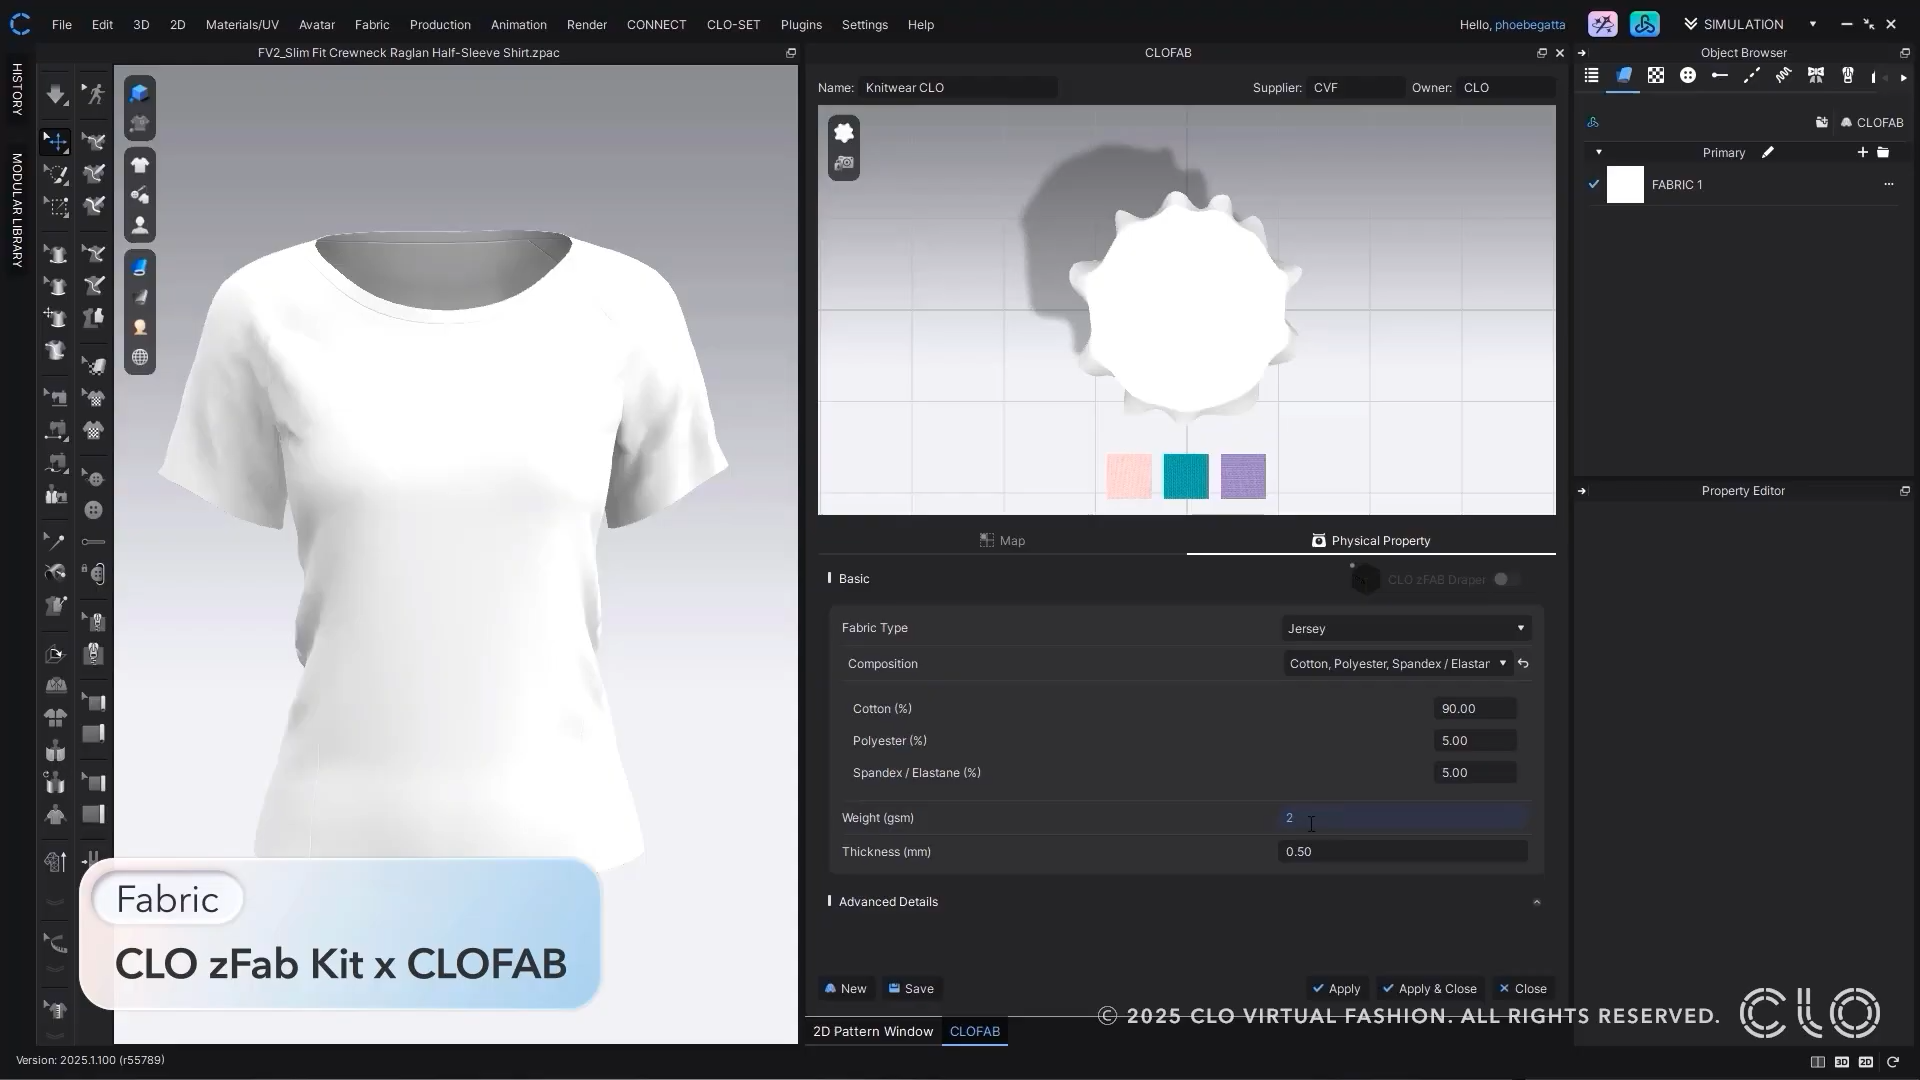 File Edit 3D 2D Materials/UV Avatar Fabric Production Animation Render CONNECT CLO-SET Plugins Settings Help
Hello, phoebegatta
SIMULATION
HISTORY
MODULAR LIBRARY
FV2_Slim Fit Crewneck Raglan Half-Sleeve Shirt.zpac
CLOFAB
Object Browser
Name: Knitwear CLO
Supplier: CVF
Owner: CLO
CLOFAB
Primary
FABRIC 1
Property Editor
Map
Physical Property
Basic
CLO zFAB Draper
Fabric Type
Jersey
Composition
Cotton, Polyester, Spandex / Elastar
Cotton (%)
90.00
Polyester (%)
5.00
Spandex / Elastane (%)
5.00
Weight (gsm)
2
Thickness (mm)
0.50
Advanced Details
Fabric
CLO zFab Kit x CLOFAB
New
Save
Apply
Apply & Close
Close
© 2025 CLO VIRTUAL FASHION. ALL RIGHTS RESERVED.
CLO
2D Pattern Window
CLOFAB
Version: 2025.1.100 (r55789)
3D
2D